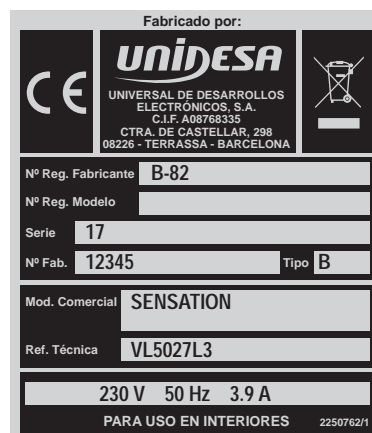 Fabricado por:
CE
UNIDESA
UNIVERSAL DE DESARROLLOS
ELECTRÓNICOS, S.A.
C.I.F. A08768335
CTRA. DE CASTELLAR, 298
08226 - TERRASSA - BARCELONA
Nº Reg. Fabricante B-82
Nº Reg. Modelo
Serie 17
Nº Fab. 12345 Tipo B
Mod. Comercial SENSATION
Ref. Técnica VL5027L3
230 V 50 Hz 3.9 A
PARA USO EN INTERIORES 2250762/1